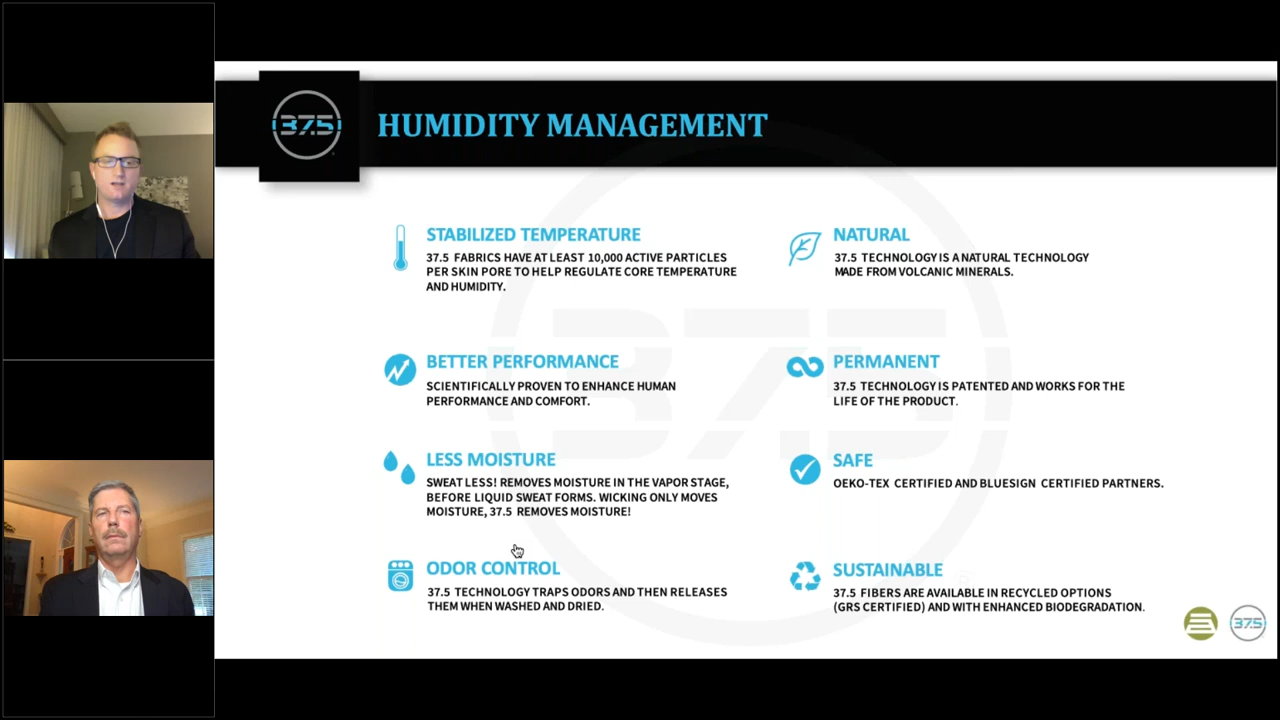 37.5
HUMIDITY MANAGEMENT
STABILIZED TEMPERATURE
37.5 FABRICS HAVE AT LEAST 10,000 ACTIVE PARTICLES
PER SKIN PORE TO HELP REGULATE CORE TEMPERATURE
AND HUMIDITY.
NATURAL
37.5 TECHNOLOGY IS A NATURAL TECHNOLOGY
MADE FROM VOLCANIC MINERALS.
BETTER PERFORMANCE
SCIENTIFICALLY PROVEN TO ENHANCE HUMAN
PERFORMANCE AND COMFORT.
PERMANENT
37.5 TECHNOLOGY IS PATENTED AND WORKS FOR THE
LIFE OF THE PRODUCT.
LESS MOISTURE
SWEAT LESS! REMOVES MOISTURE IN THE VAPOR STAGE,
BEFORE LIQUID SWEAT FORMS. WICKING ONLY MOVES
MOISTURE, 37.5 REMOVES MOISTURE!
SAFE
OEKO-TEX CERTIFIED AND BLUESIGN CERTIFIED PARTNERS.
ODOR CONTROL
37.5 TECHNOLOGY TRAPS ODORS AND THEN RELEASES
THEM WHEN WASHED AND DRIED.
SUSTAINABLE
37.5 FIBERS ARE AVAILABLE IN RECYCLED OPTIONS
(GRS CERTIFIED) AND WITH ENHANCED BIODEGRADATION.
37.5
37.5